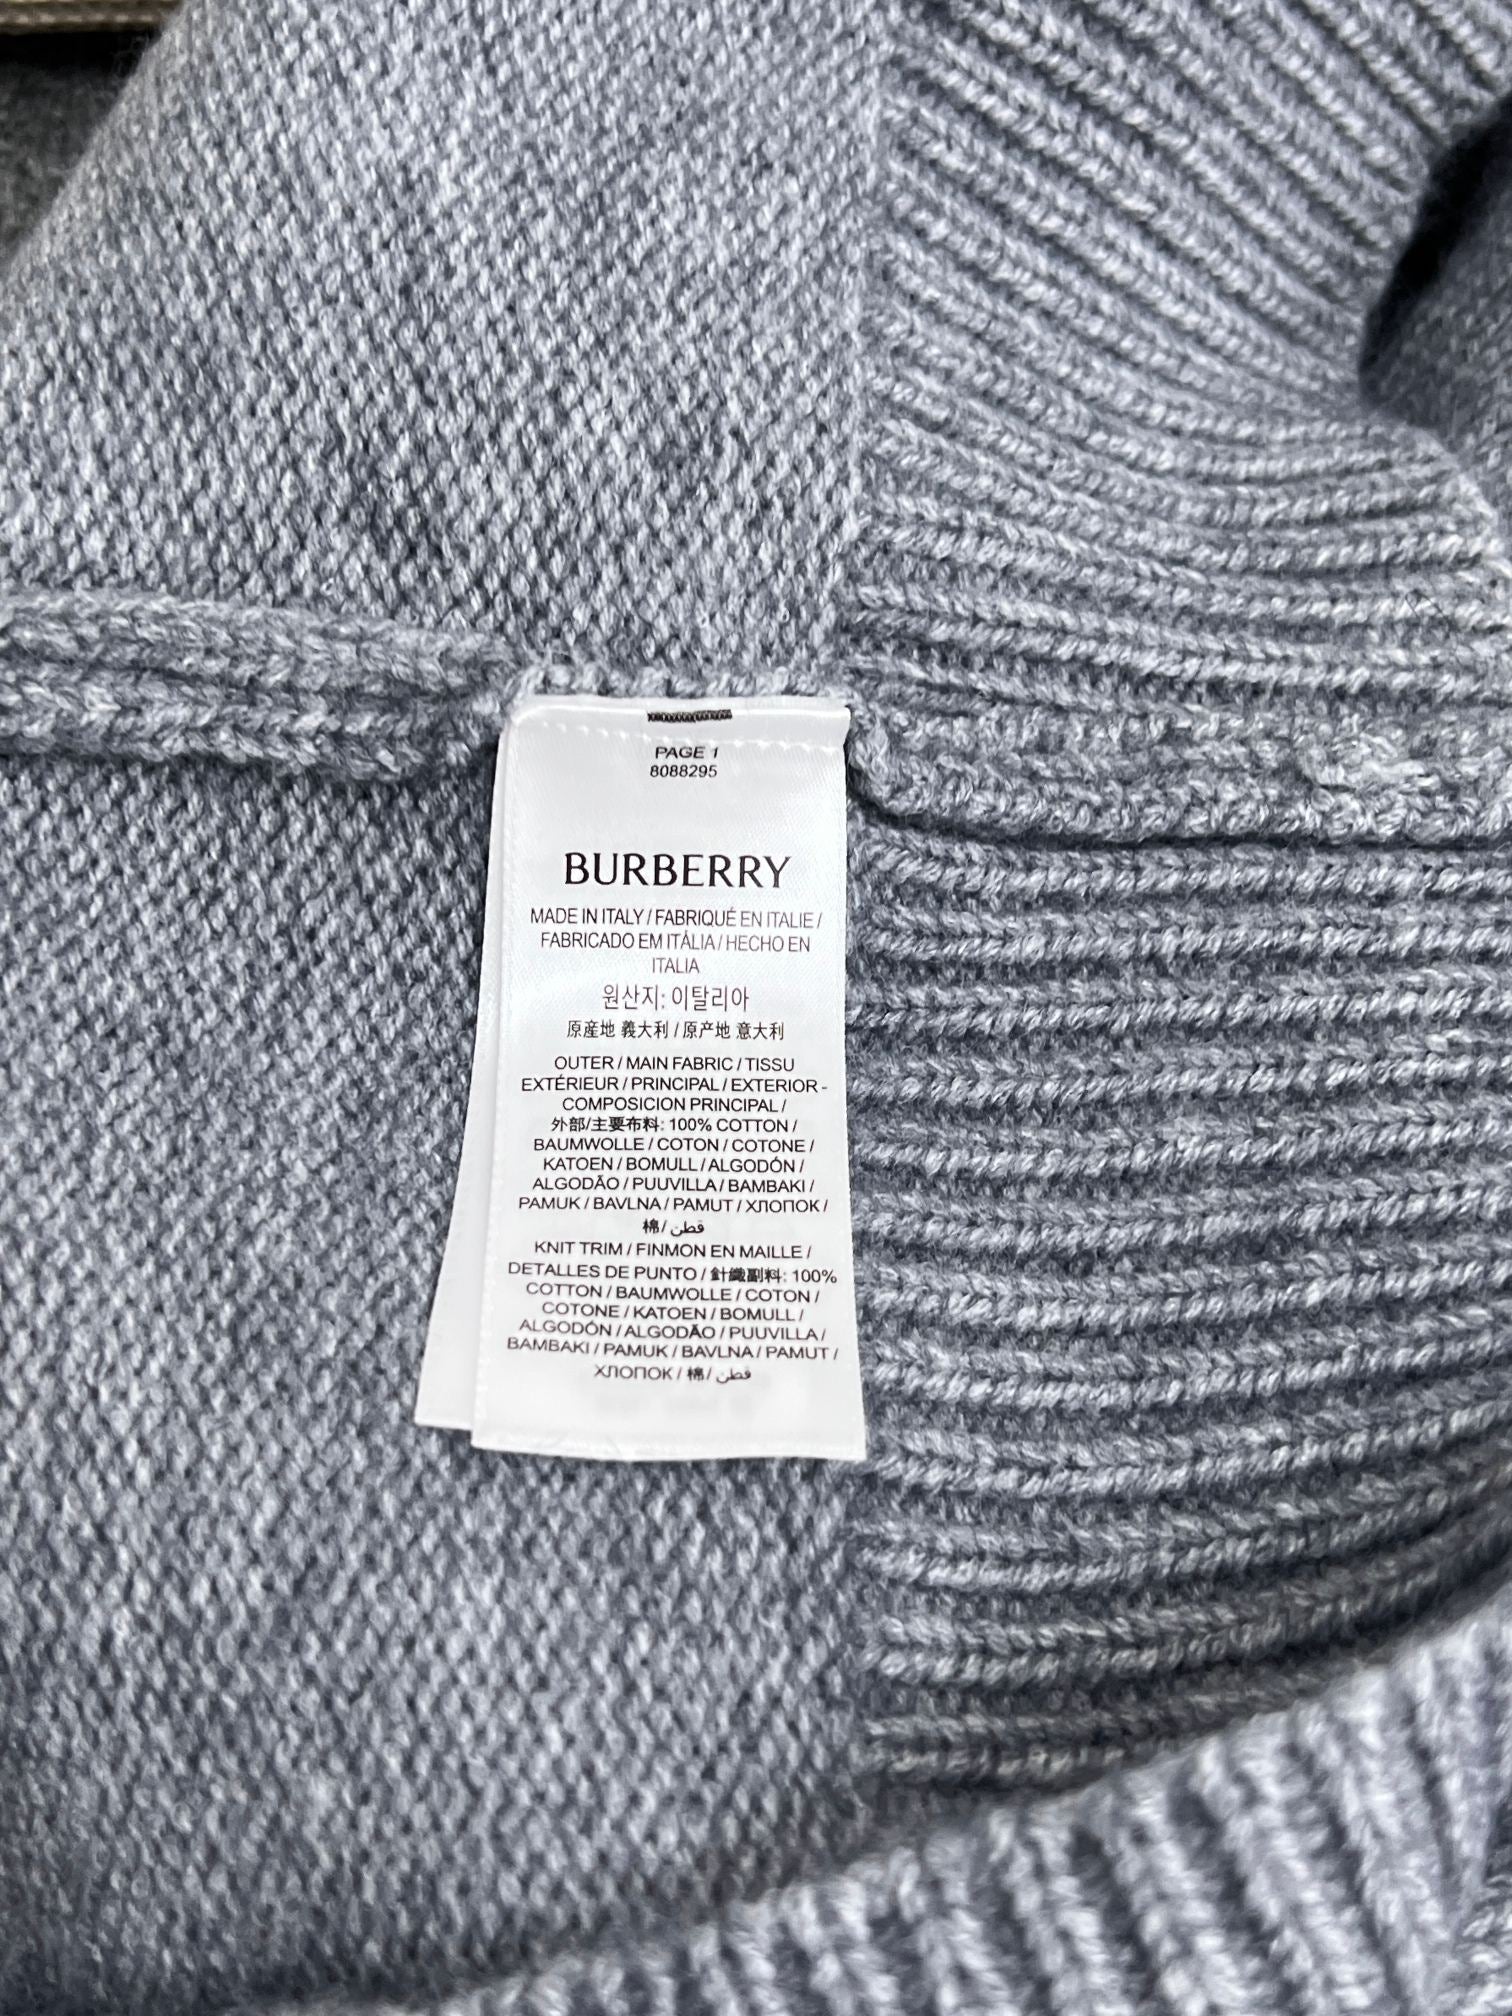 PAGE 1
8088295
BURBERRY
MADE IN ITALY / FABRIQUÉ EN ITALIE /
FABRICADO EM ITÁLIA / HECHO EN
ITALIA
원산지: 이탈리아
原産地 義大利 / 原产地 意大利
OUTER / MAIN FABRIC / TISSU
EXTÉRIEUR / PRINCIPAL / EXTERIOR -
COMPOSICION PRINCIPAL /
外部/主要布料: 100% COTTON /
BAUMWOLLE / COTON / COTONE /
KATOEN / BOMULL / ALGODÓN /
ALGODÃO / PUUVILLA / BAMBAKI /
PAMUK / BAVLNA / PAMUT / ХЛОПОК /
棉 / قطن
KNIT TRIM / FINMON EN MAILLE /
DETALLES DE PUNTO / 針織副料: 100%
COTTON / BAUMWOLLE / COTON /
COTONE / KATOEN / BOMULL /
ALGODÓN / ALGODÃO / PUUVILLA /
BAMBAKI / PAMUK / BAVLNA / PAMUT /
ХЛОПОК / 棉 / قطن